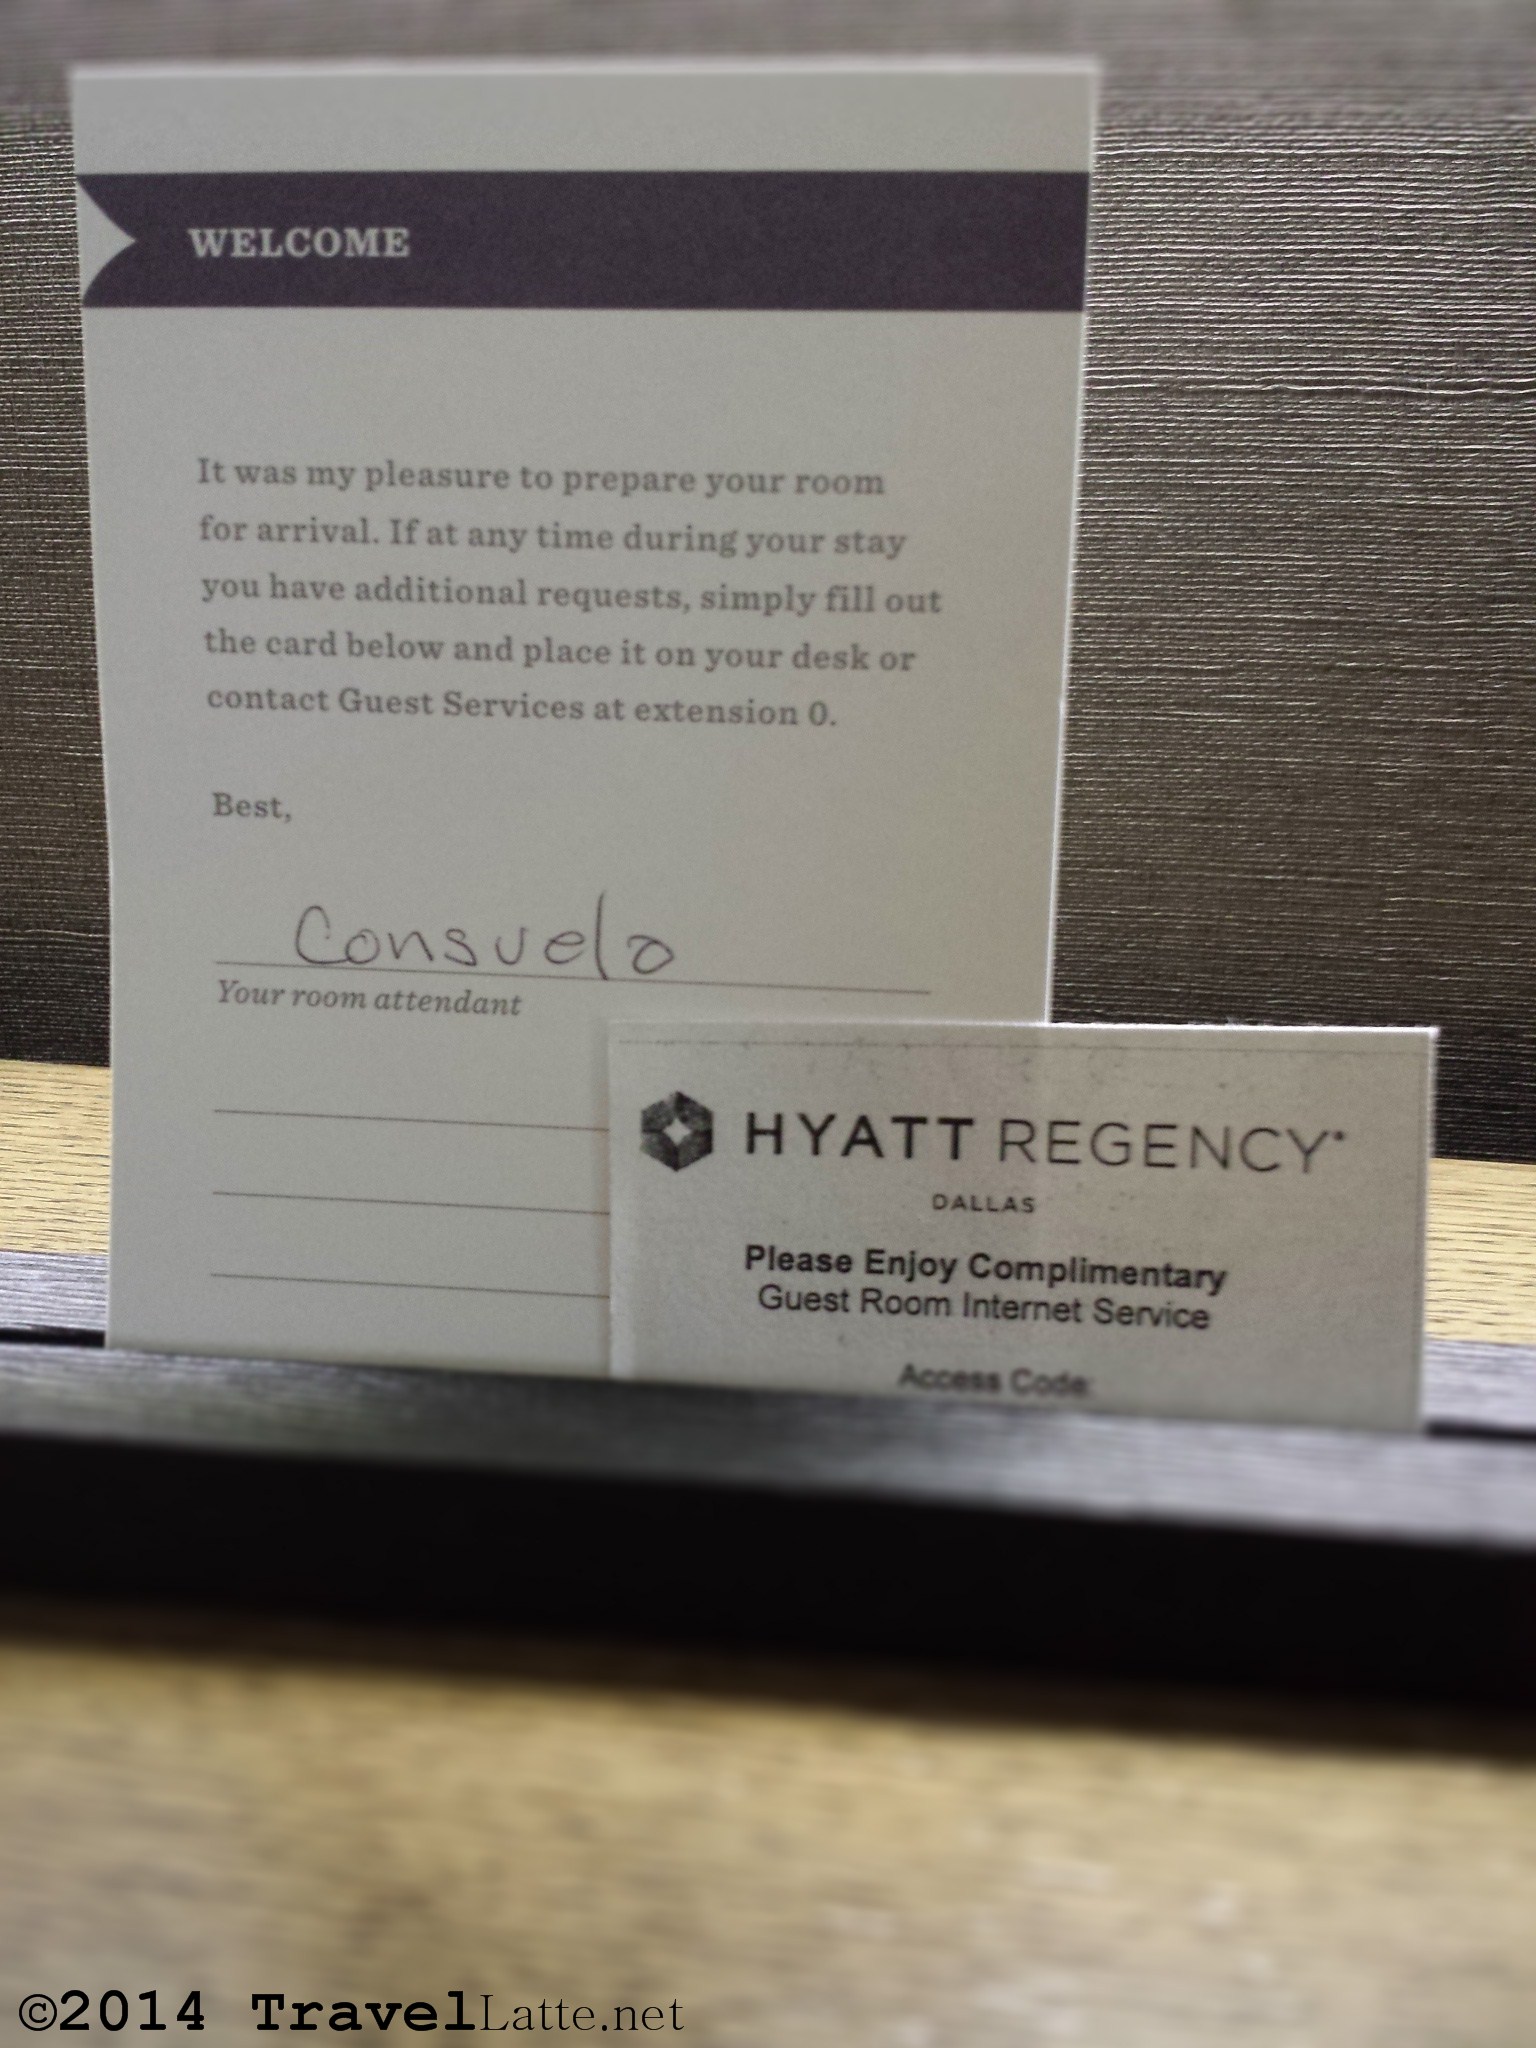 WELCOME
It was my pleasure to prepare your room
for arrival. If at any time during your stay
you have additional requests, simply fill out
the card below and place it on your desk or
contact Guest Services at extension 0.
Best,
Consuelo
Your room attendant
HYATT REGENCY
DALLAS
Please Enjoy Complimentary
Guest Room Internet Service
Access Code:
©2014 TravelLatte.net